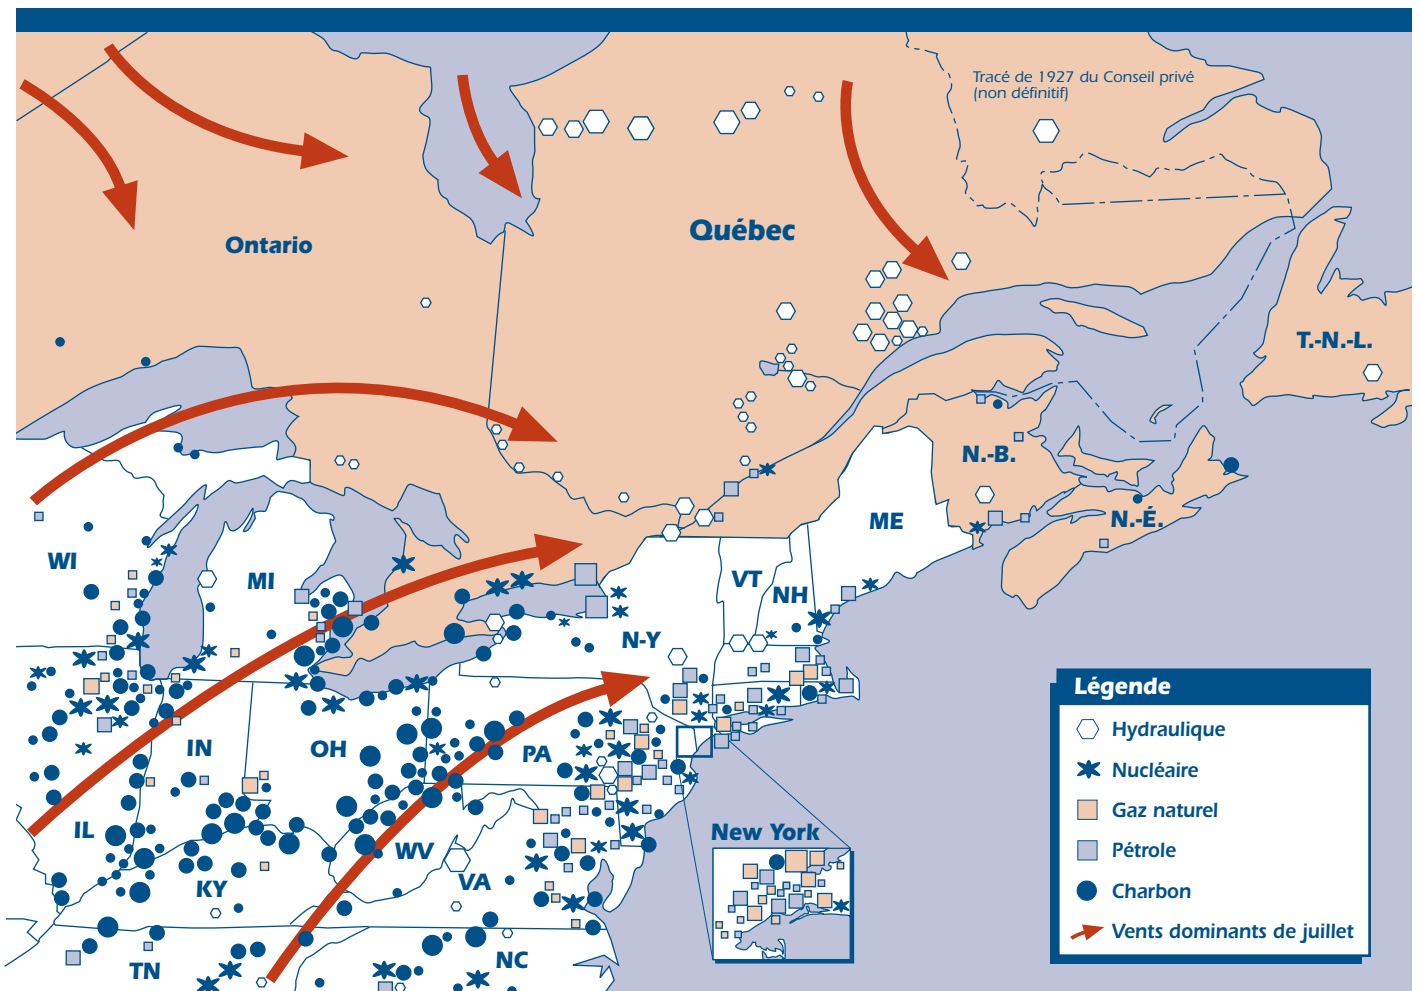 Tracé de 1927 du Conseil privé
(non définitif)
Québec
Ontario
T.-N.-L.
N.-B.
N.-É.
ME
WI
MI
VT
NH
N-Y
IN
OH
PA
IL
WV
KY
VA
TN
NC
New York
Légende
Hydraulique
Nucléaire
Gaz naturel
Pétrole
Charbon
Vents dominants de juillet